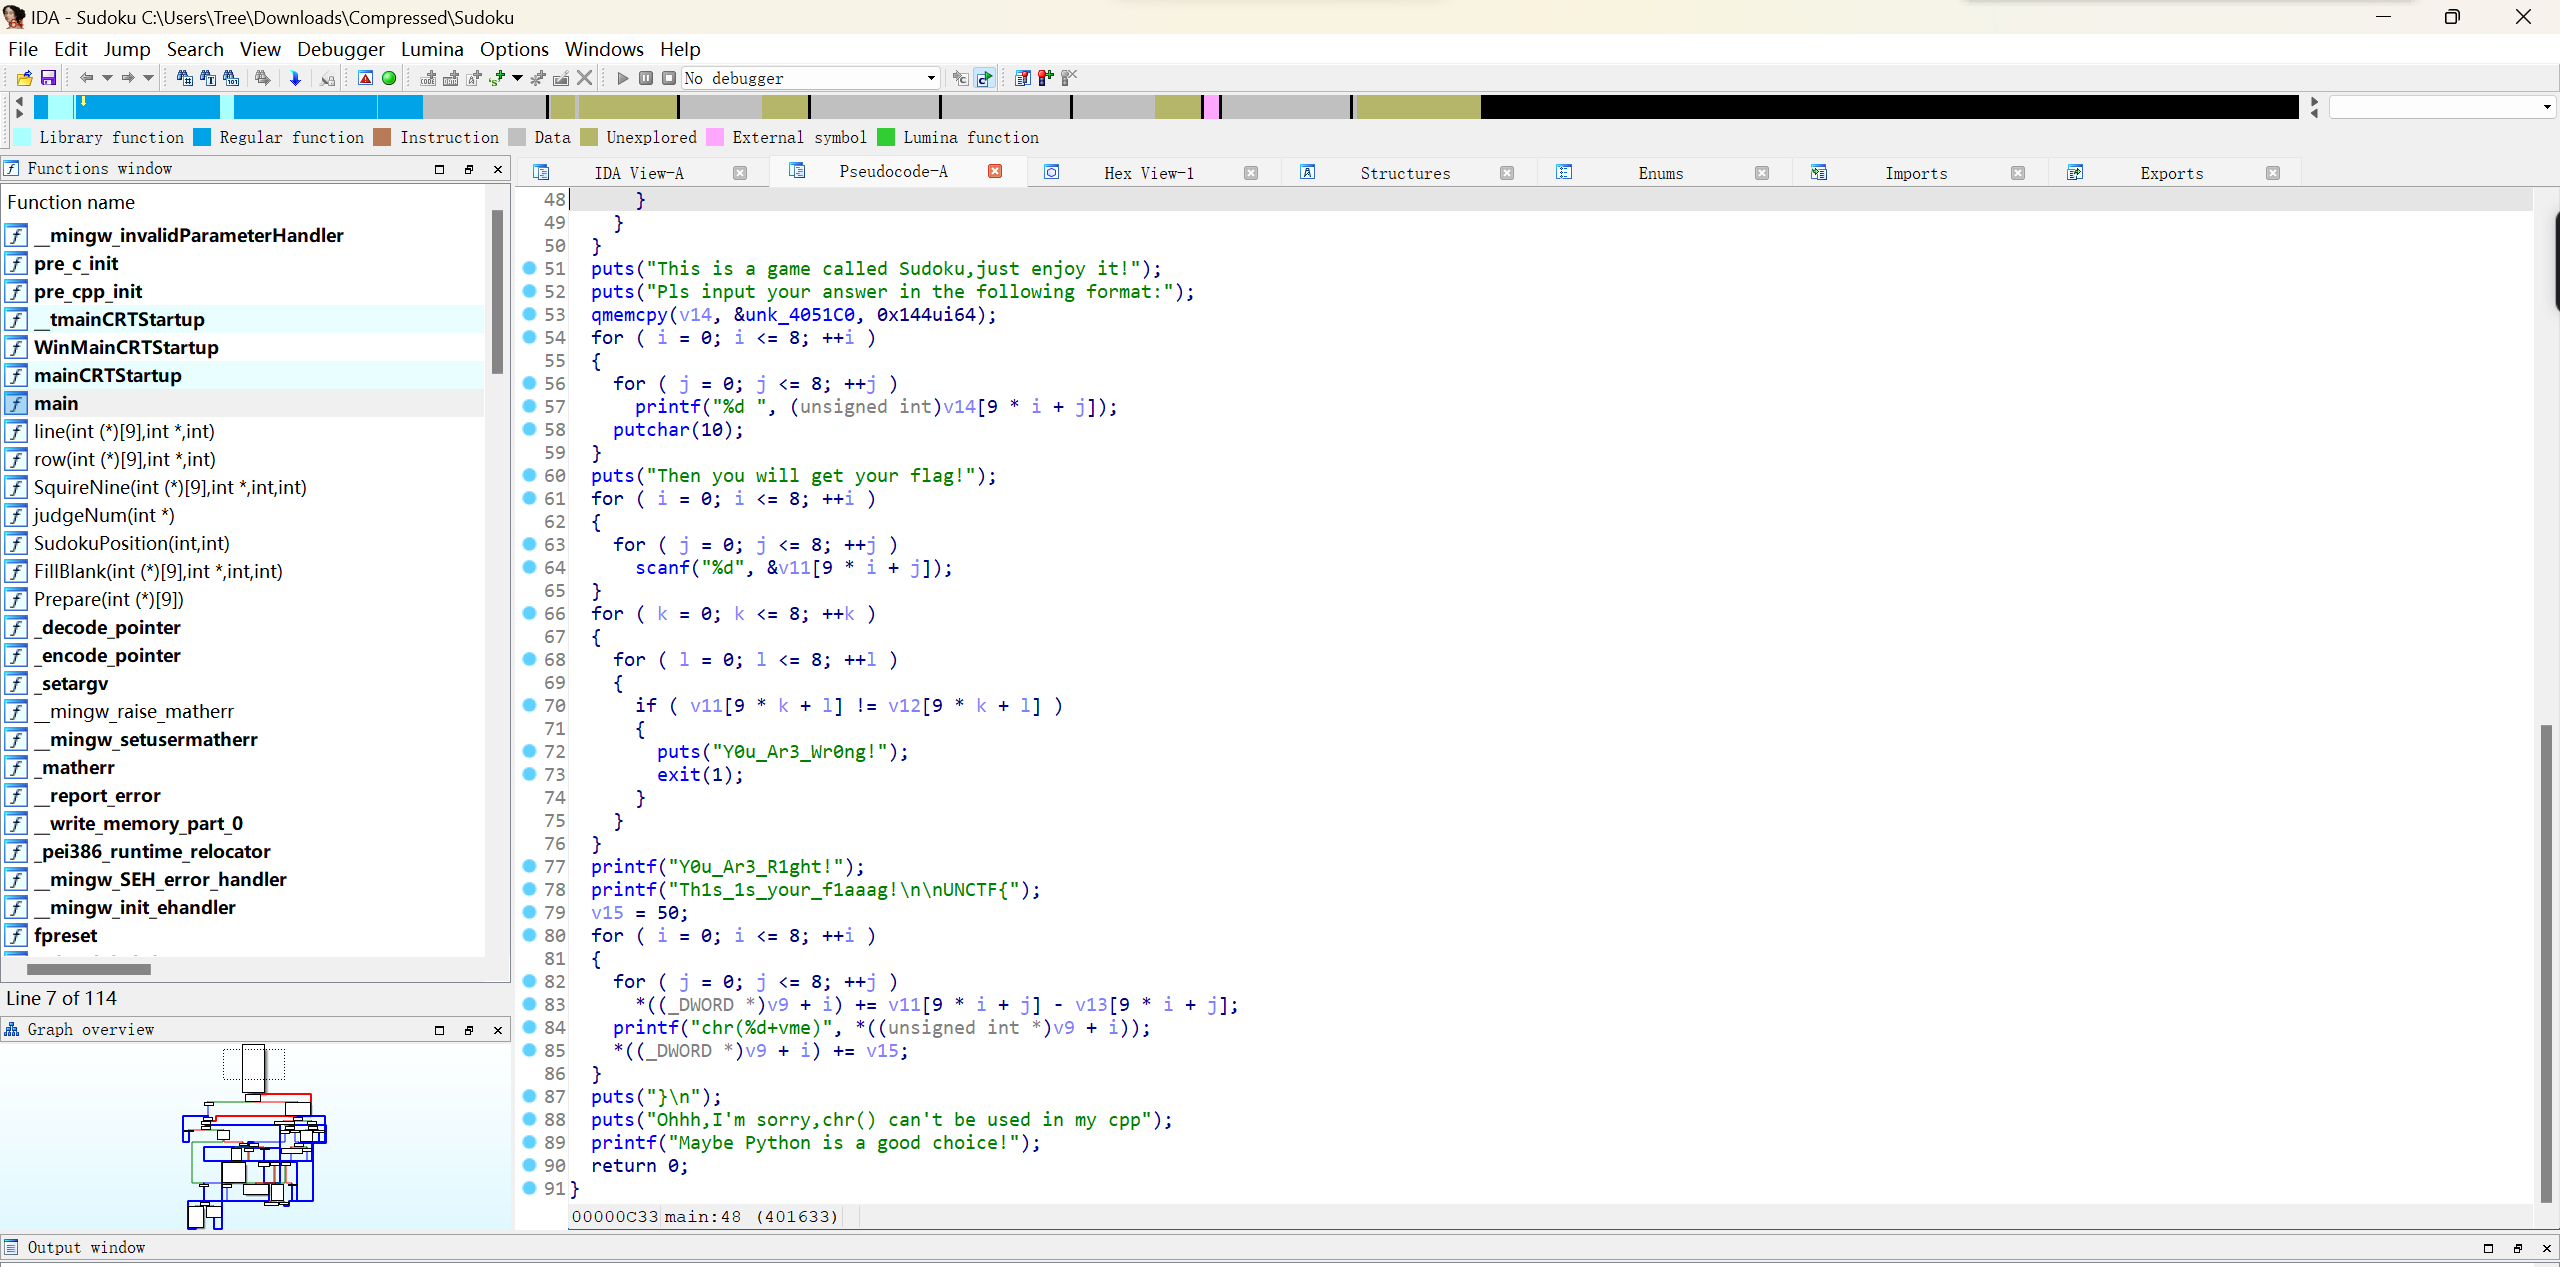 IDA - Sudoku C:\Users\Tree\Downloads\Compressed\Sudoku
File Edit Jump Search View Debugger Lumina Options Windows Help
No debugger
Library function Regular function Instruction Data Unexplored External symbol Lumina function
Functions window
Function name
__mingw_invalidParameterHandler
pre_c_init
pre_cpp_init
__tmainCRTStartup
WinMainCRTStartup
mainCRTStartup
main
line(int (*)[9],int *,int)
row(int (*)[9],int *,int)
SquireNine(int (*)[9],int *,int,int)
judgeNum(int *)
SudokuPosition(int,int)
FillBlank(int (*)[9],int *,int,int)
Prepare(int (*)[9])
_decode_pointer
_encode_pointer
_setargv
__mingw_raise_matherr
__mingw_setusermatherr
_matherr
__report_error
__write_memory_part_0
_pei386_runtime_relocator
__mingw_SEH_error_handler
__mingw_init_ehandler
fpreset
Line 7 of 114
Graph overview
IDA View-A Pseudocode-A Hex View-1 Structures Enums Imports Exports
48 }
49 }
50 }
51 puts("This is a game called Sudoku,just enjoy it!");
52 puts("Pls input your answer in the following format:");
53 qmemcpy(v14, &unk_4051C0, 0x144ui64);
54 for ( i = 0; i <= 8; ++i )
55 {
56 for ( j = 0; j <= 8; ++j )
57 printf("%d ", (unsigned int)v14[9 * i + j]);
58 putchar(10);
59 }
60 puts("Then you will get your flag!");
61 for ( i = 0; i <= 8; ++i )
62 {
63 for ( j = 0; j <= 8; ++j )
64 scanf("%d", &v11[9 * i + j]);
65 }
66 for ( k = 0; k <= 8; ++k )
67 {
68 for ( l = 0; l <= 8; ++l )
69 {
70 if ( v11[9 * k + l] != v12[9 * k + l] )
71 {
72 puts("Y0u_Ar3_Wr0ng!");
73 exit(1);
74 }
75 }
76 }
77 printf("Y0u_Ar3_R1ght!");
78 printf("Th1s_1s_your_f1aaag!\n\nUNCTF{");
79 v15 = 50;
80 for ( i = 0; i <= 8; ++i )
81 {
82 for ( j = 0; j <= 8; ++j )
83 *((_DWORD *)v9 + i) += v11[9 * i + j] - v13[9 * i + j];
84 printf("chr(%d+vme)", *((unsigned int *)v9 + i));
85 *((_DWORD *)v9 + i) += v15;
86 }
87 puts("}\n");
88 puts("Ohhh,I'm sorry,chr() can't be used in my cpp");
89 printf("Maybe Python is a good choice!");
90 return 0;
91 }
00000C33 main:48 (401633)
Output window